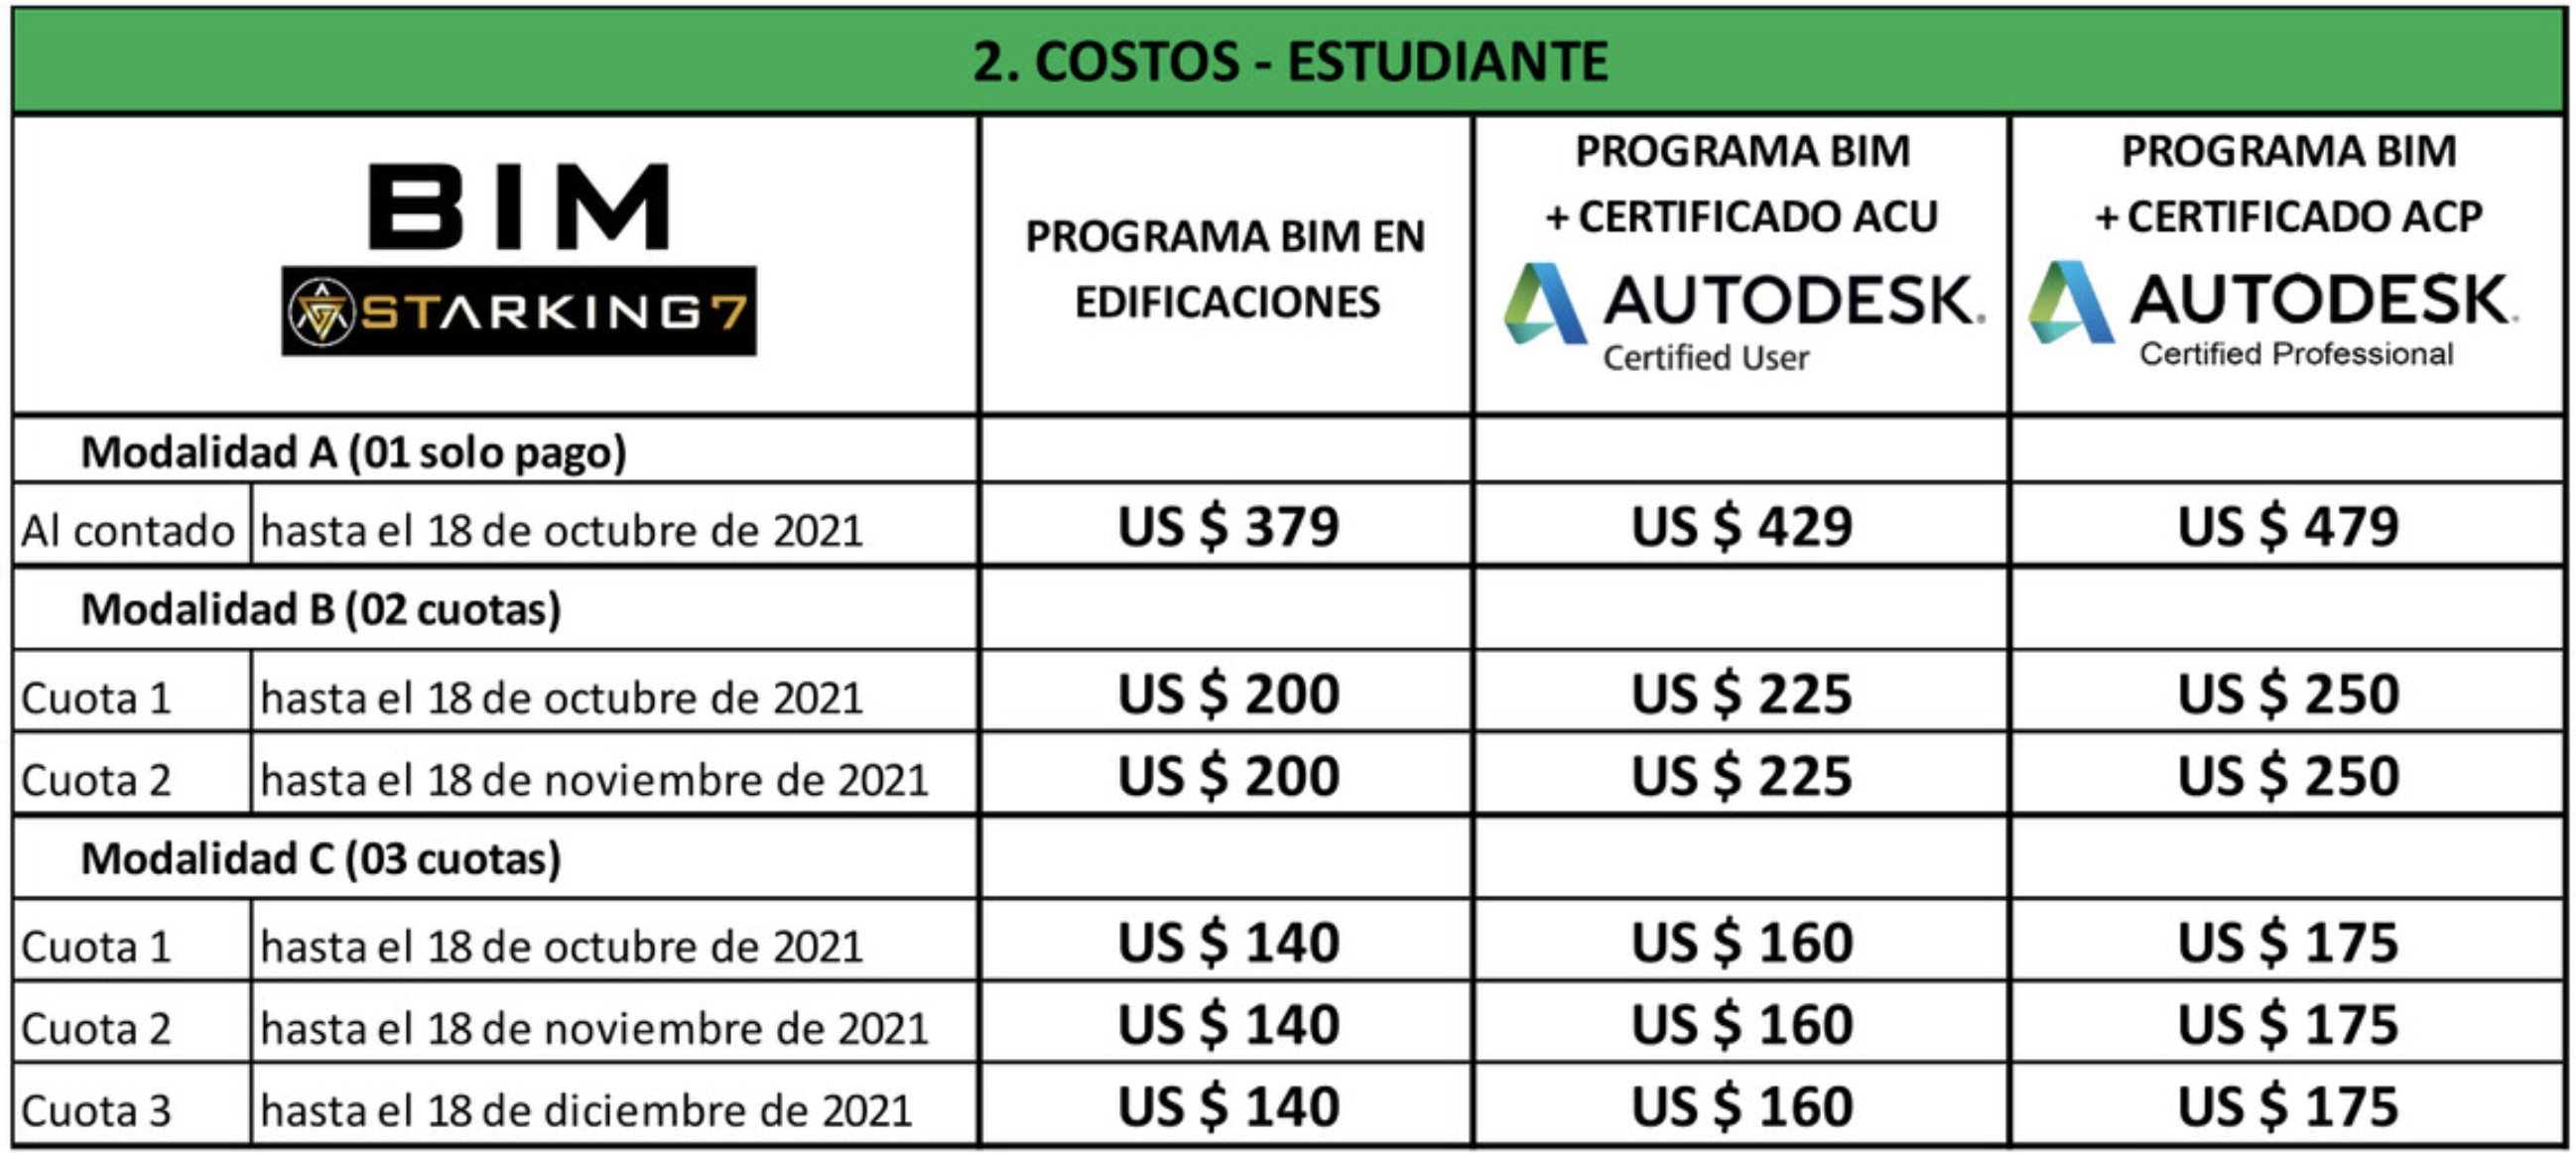 2. COSTOS - ESTUDIANTE
BIM
STARKING7
PROGRAMA BIM EN
EDIFICACIONES
PROGRAMA BIM
+ CERTIFICADO ACU
AUTODESK.
Certified User
PROGRAMA BIM
+ CERTIFICADO ACP
AUTODESK.
Certified Professional
Modalidad A (01 solo pago)
Al contado hasta el 18 de octubre de 2021 US $ 379 US $ 429 US $ 479
Modalidad B (02 cuotas)
Cuota 1 hasta el 18 de octubre de 2021 US $ 200 US $ 225 US $ 250
Cuota 2 hasta el 18 de noviembre de 2021 US $ 200 US $ 225 US $ 250
Modalidad C (03 cuotas)
Cuota 1 hasta el 18 de octubre de 2021 US $ 140 US $ 160 US $ 175
Cuota 2 hasta el 18 de noviembre de 2021 US $ 140 US $ 160 US $ 175
Cuota 3 hasta el 18 de diciembre de 2021 US $ 140 US $ 160 US $ 175